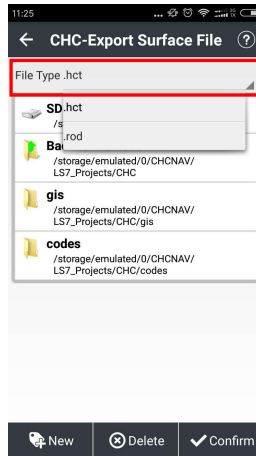 11:25
CHC-Export Surface File ?
File Type .hct
.hct
.rod
SD
/s
Ba
/storage/emulated/0/CHCNAV/
LS7_Projects/CHC
gis
/storage/emulated/0/CHCNAV/
LS7_Projects/CHC/gis
codes
/storage/emulated/0/CHCNAV/
LS7_Projects/CHC/codes
New Delete Confirm